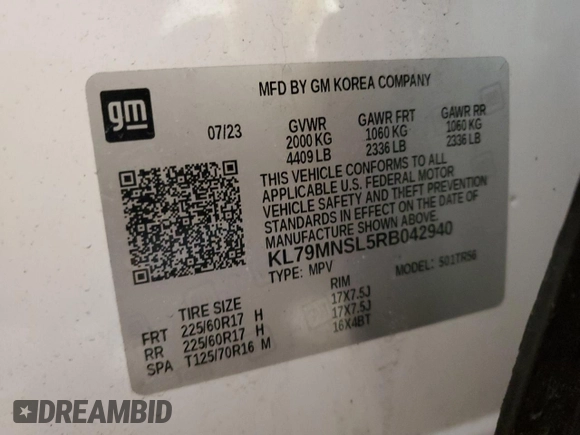 gm
MFD BY GM KOREA COMPANY
07/23
GVWR GAWR FRT GAWR RR
2000 KG 1060 KG 1060 KG
4409 LB 2336 LB 2336 LB
THIS VEHICLE CONFORMS TO ALL
APPLICABLE U.S. FEDERAL MOTOR
VEHICLE SAFETY AND THEFT PREVENTION
STANDARDS IN EFFECT ON THE DATE OF
MANUFACTURE SHOWN ABOVE.
KL79MNSL5RB042940
TYPE: MPV MODEL: 501TR56
TIRE SIZE RIM
FRT 225/60R17 H 17X7.5J
RR 225/60R17 H 17X7.5J
SPA T125/70R16 M 16X4BT
DREAMBID